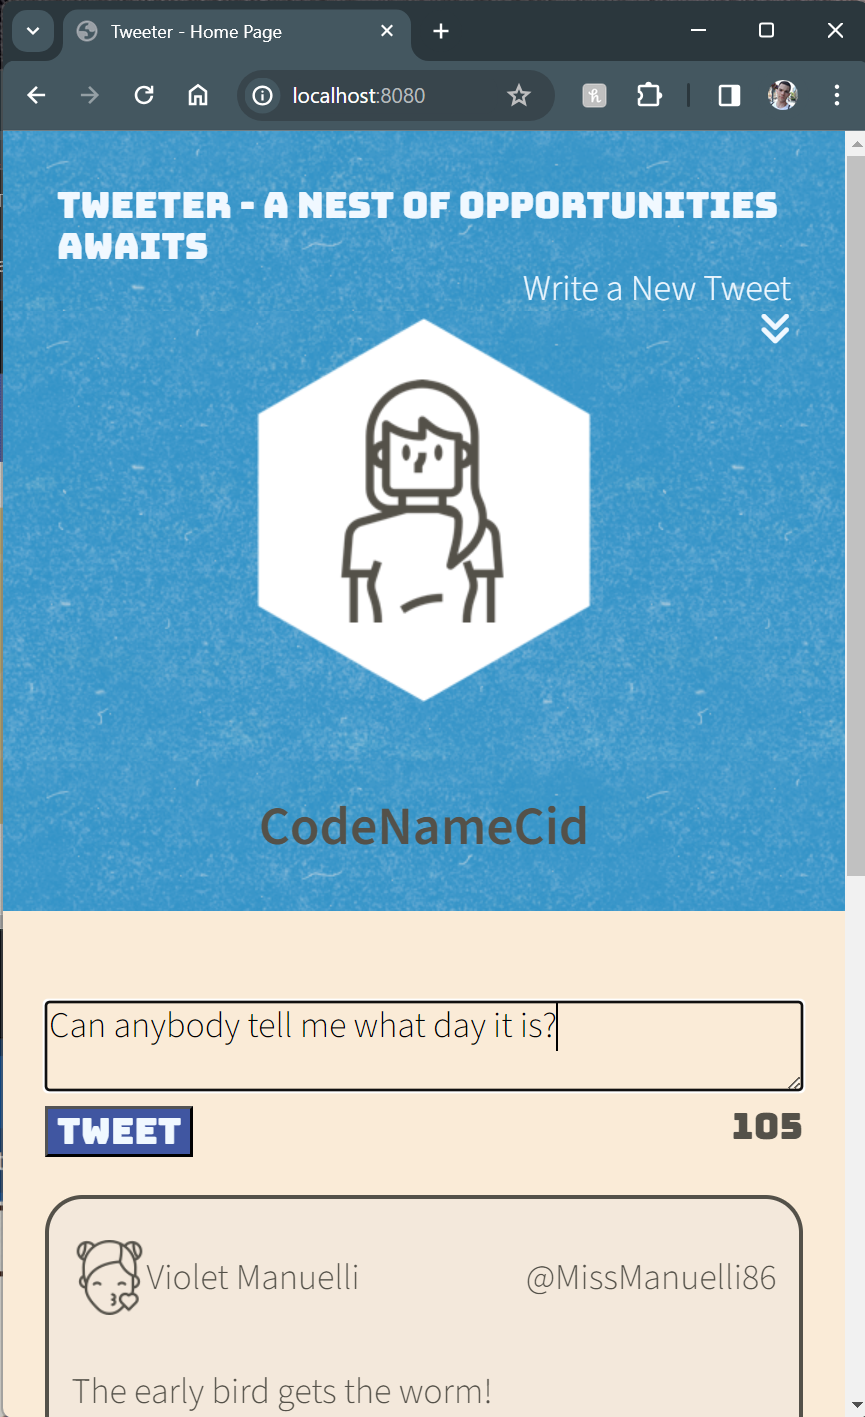 Tweeter - Home Page
localhost:8080
TWEETER - A NEST OF OPPORTUNITIES
AWAITS
Write a New Tweet
CodeNameCid
Can anybody tell me what day it is?
TWEET
105
Violet Manuelli
@MissManuelli86
The early bird gets the worm!